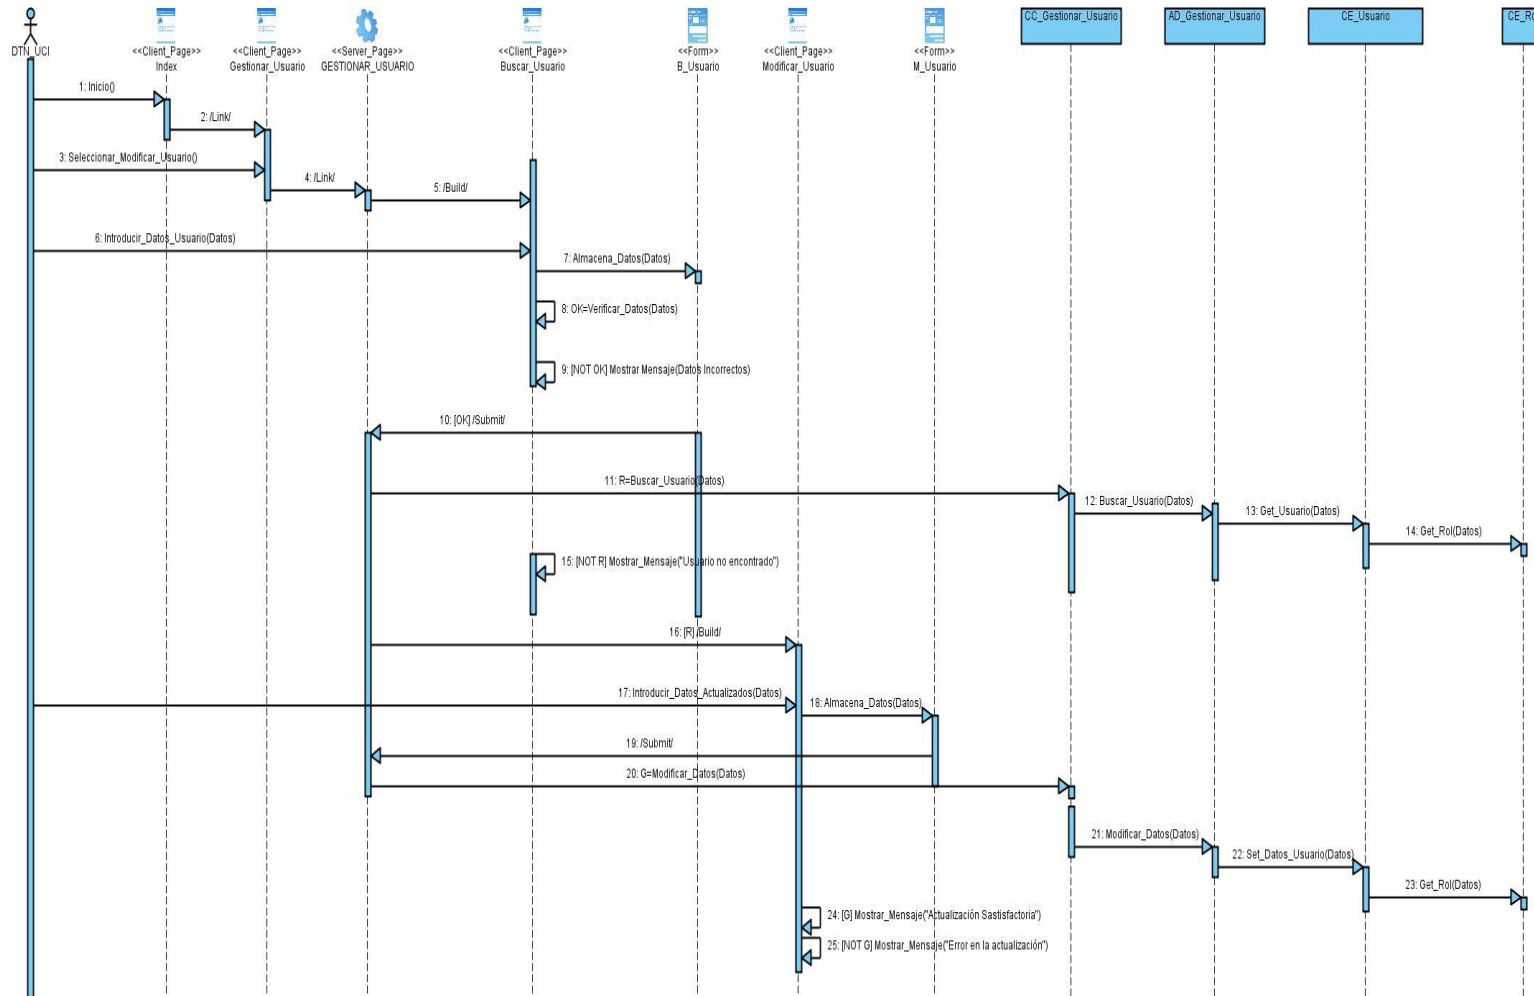 DTN_UCI
<<Client_Page>>
Index
<<Client_Page>>
Gestionar_Usuario
<<Server_Page>>
GESTIONAR_USUARIO
<<Client_Page>>
Buscar_Usuario
<<Form>>
B_Usuario
<<Client_Page>>
Modificar_Usuario
<<Form>>
M_Usuario
CC_Gestionar_Usuario
AD_Gestionar_Usuario
CE_Usuario
CE_Ro
1: Inicio()
2: /Link/
3: Seleccionar_Modificar_Usuario()
4: /Link/
5: /Build/
6: Introducir_Datos_Usuario(Datos)
7: Almacena_Datos(Datos)
8: OK=Verificar_Datos(Datos)
9: [NOT OK] Mostrar Mensaje(Datos Incorrectos)
10: [OK] /Submit/
11: R=Buscar_Usuario(Datos)
12: Buscar_Usuario(Datos)
13: Get_Usuario(Datos)
14: Get_Rol(Datos)
15: [NOT R] Mostrar_Mensaje("Usuario no encontrado")
16: [R] /Build/
17: Introducir_Datos_Actualizados(Datos)
18: Almacena_Datos(Datos)
19: /Submit/
20: G=Modificar_Datos(Datos)
21: Modificar_Datos(Datos)
22: Set_Datos_Usuario(Datos)
23: Get_Rol(Datos)
24: [G] Mostrar_Mensaje("Actualización Sastisfactoria")
25: [NOT G] Mostrar_Mensaje("Error en la actualización")